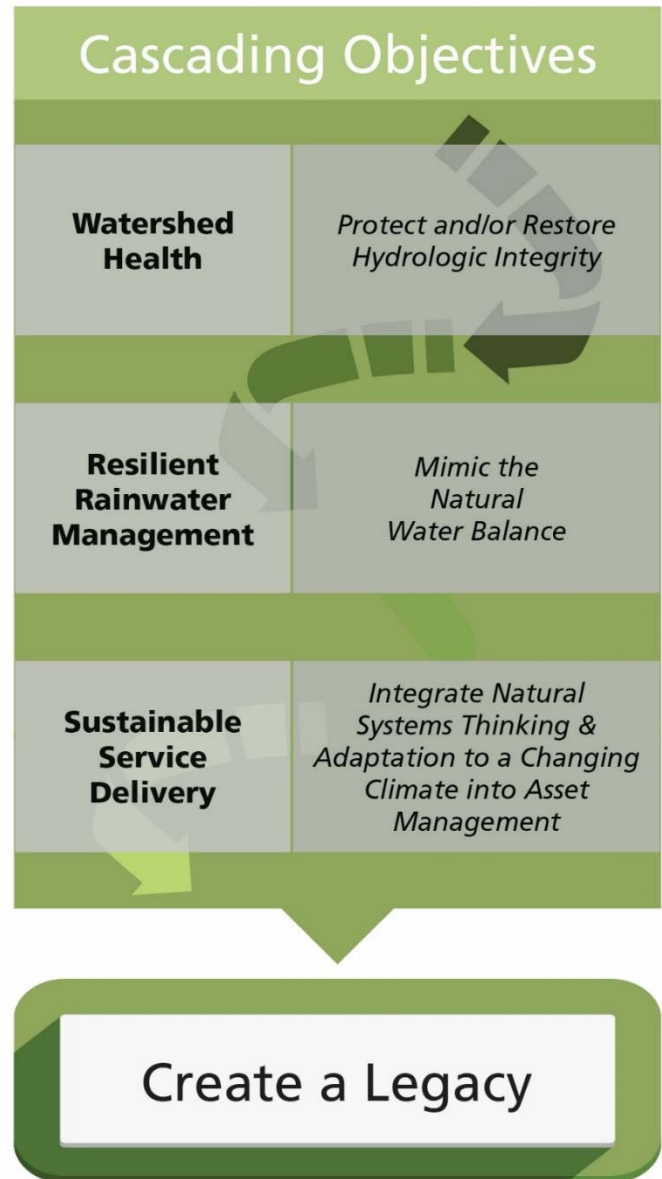 Cascading Objectives
Watershed
Health
Protect and/or Restore
Hydrologic Integrity
Resilient
Rainwater
Management
Mimic the
Natural
Water Balance
Sustainable
Service
Delivery
Integrate Natural
Systems Thinking &
Adaptation to a Changing
Climate into Asset
Management
Create a Legacy